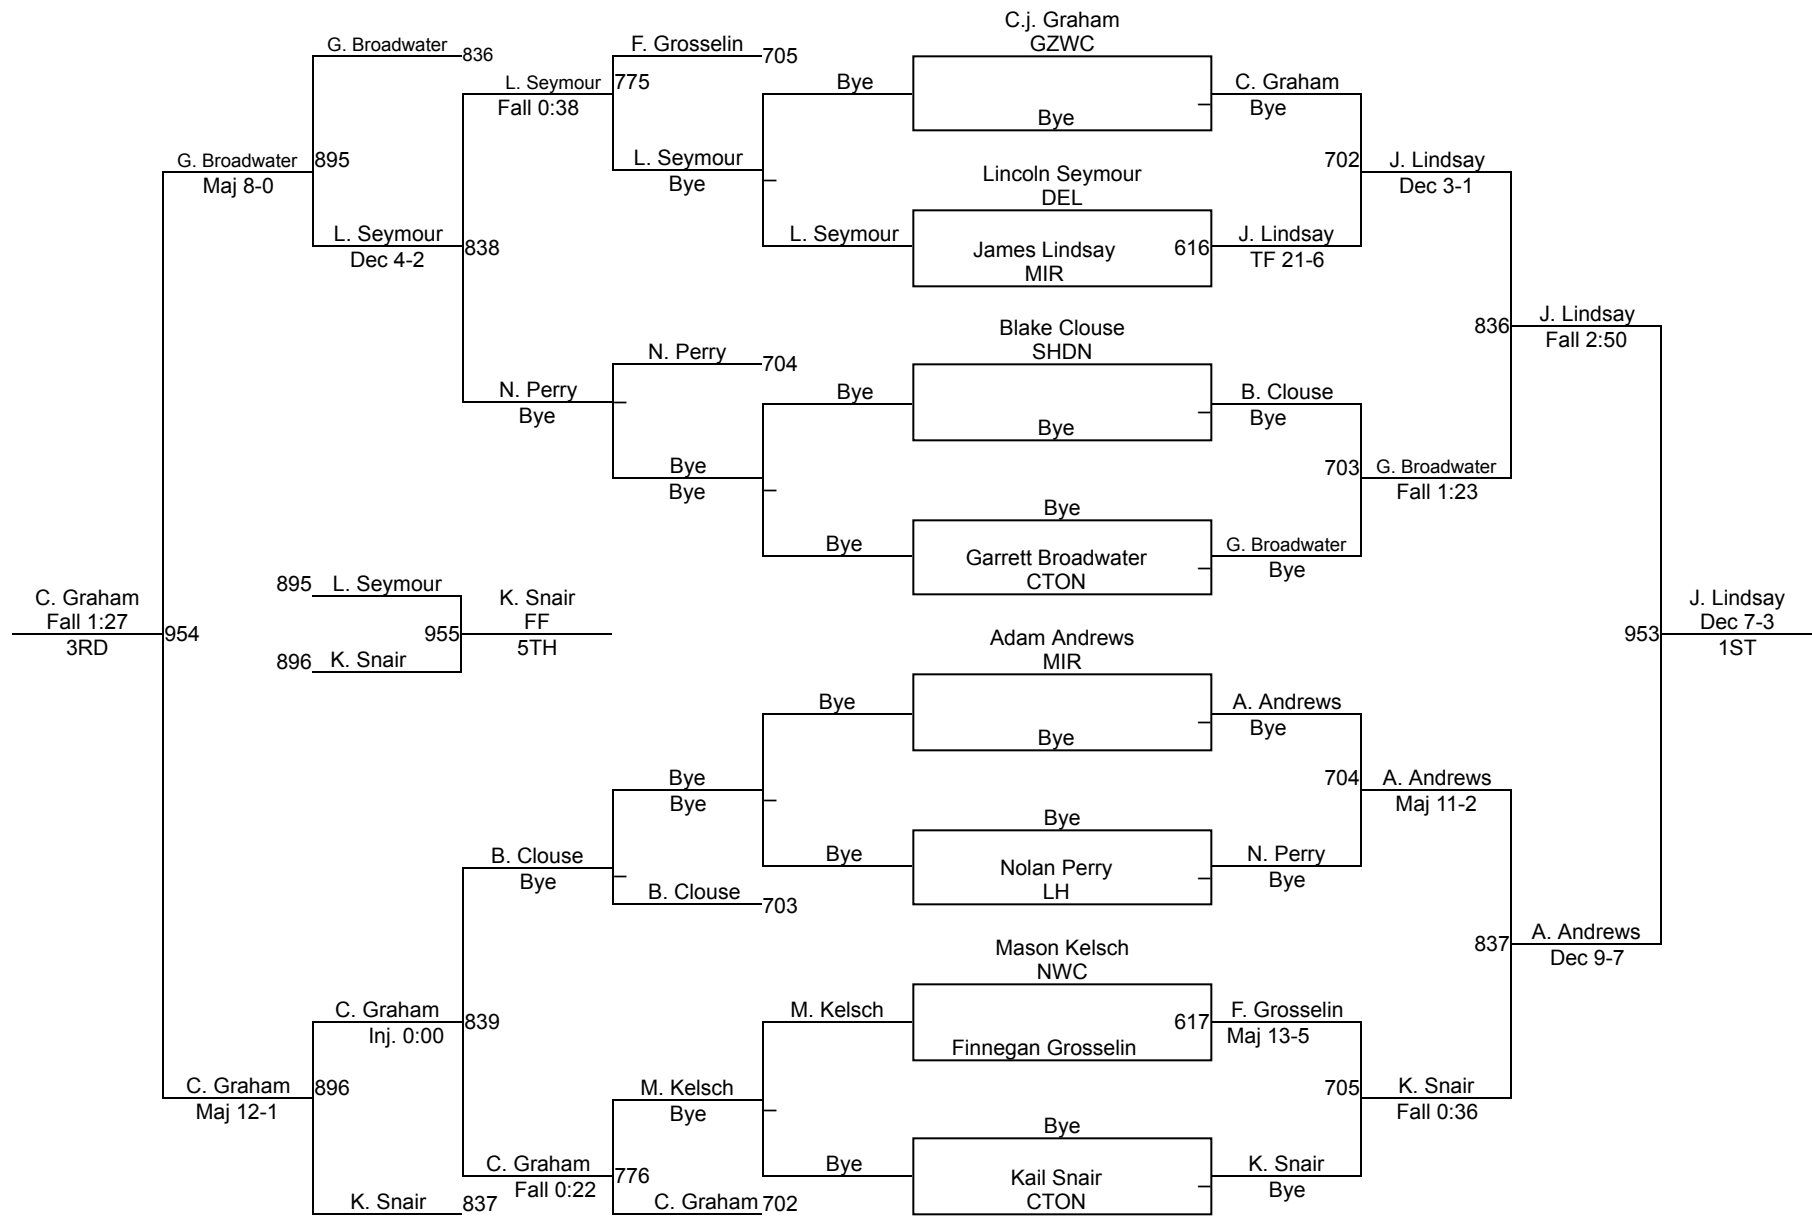 C.j. Graham
GZWC
G. Broadwater
836
F. Grosselin
705
L. Seymour
775
Fall 0:38
Bye
C. Graham
Bye
Bye
G. Broadwater
895
Maj 8-0
L. Seymour
Bye
702
J. Lindsay
Dec 3-1
Lincoln Seymour
DEL
L. Seymour
838
Dec 4-2
L. Seymour
James Lindsay
616
MIR
J. Lindsay
TF 21-6
Blake Clouse
SHDN
836
J. Lindsay
Fall 2:50
N. Perry
704
N. Perry
Bye
Bye
B. Clouse
Bye
Bye
Bye
Bye
703
G. Broadwater
Fall 1:23
Bye
Bye
Garrett Broadwater
CTON
G. Broadwater
Bye
895
L. Seymour
C. Graham
Fall 1:27
3RD
954
955
K. Snair
FF
5TH
896
K. Snair
953
J. Lindsay
Dec 7-3
1ST
Adam Andrews
MIR
Bye
A. Andrews
Bye
Bye
Bye
Bye
704
A. Andrews
Maj 11-2
Bye
B. Clouse
Bye
Bye
Nolan Perry
LH
N. Perry
Bye
B. Clouse
703
Mason Kelsch
NWC
837
A. Andrews
Dec 9-7
C. Graham
839
Inj. 0:00
M. Kelsch
617
Finnegan Grosselin
F. Grosselin
Maj 13-5
C. Graham
896
Maj 12-1
M. Kelsch
Bye
705
K. Snair
Fall 0:36
Bye
C. Graham
776
Fall 0:22
Bye
Kail Snair
CTON
K. Snair
Bye
K. Snair
837
C. Graham
702